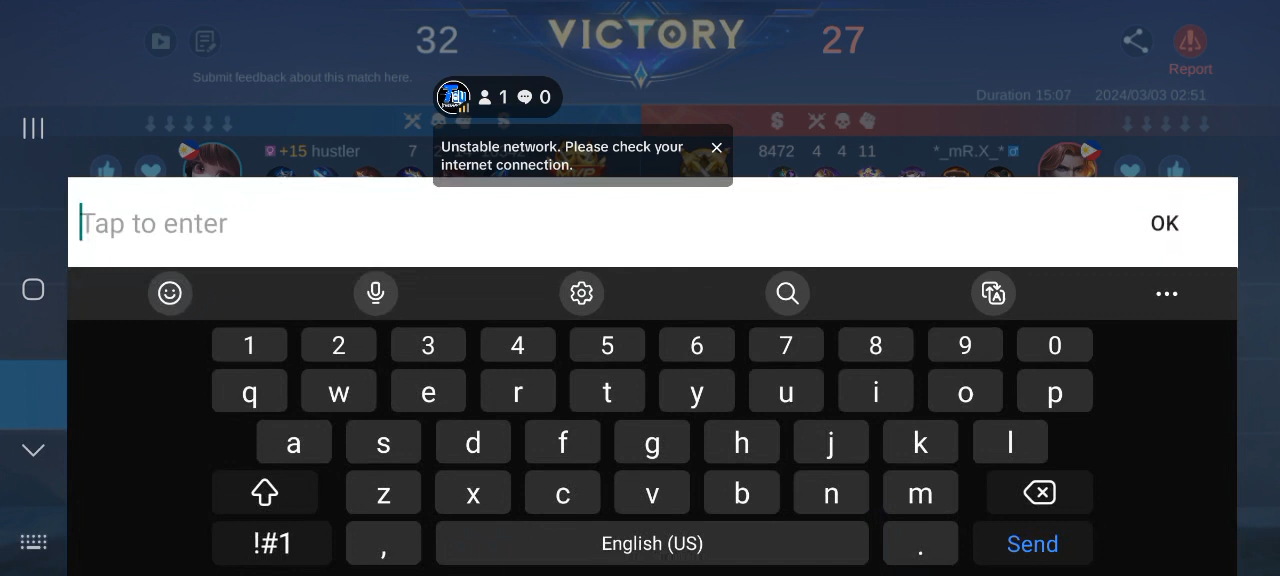 32 VICTORY 27
Submit feedback about this match here.
Report
1 0
Duration 15:07 2024/03/03 02:51
Unstable network. Please check your
internet connection.
+15 hustler 7
8472 4 4 11 *_mR.X_*
Tap to enter
OK
1 2 3 4 5 6 7 8 9 0
q w e r t y u i o p
a s d f g h j k l
z x c v b n m
!#1 , English (US) . Send